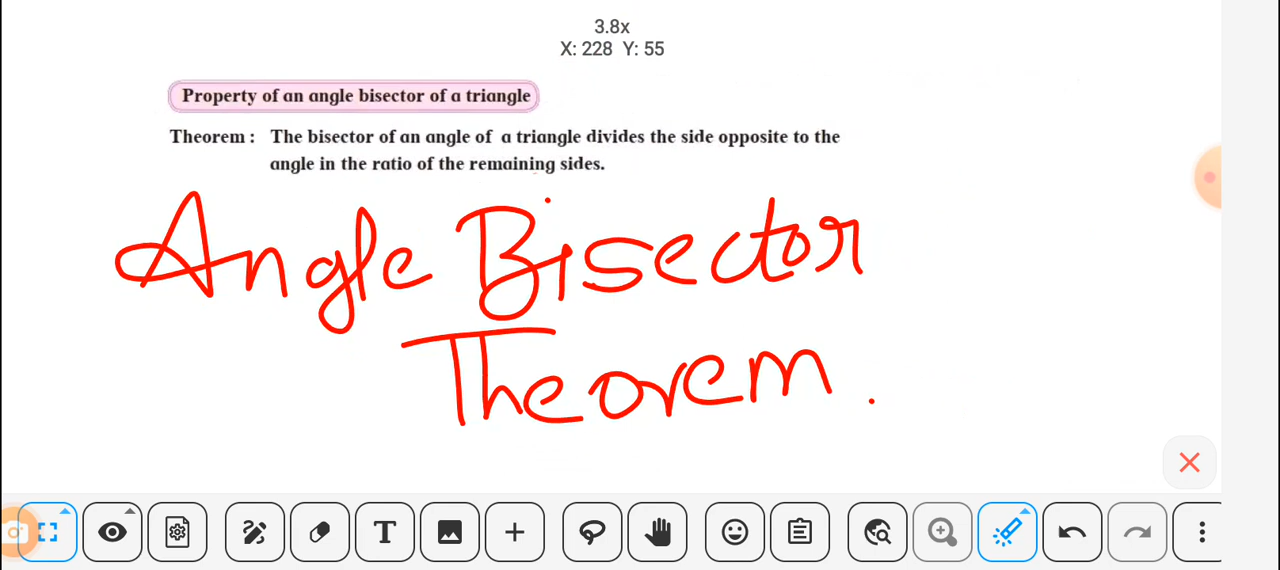 3.8x
X: 228 Y: 55
Property of an angle bisector of a triangle
Theorem : The bisector of an angle of a triangle divides the side opposite to the
angle in the ratio of the remaining sides.
Angle Bisector
Theorem.
T